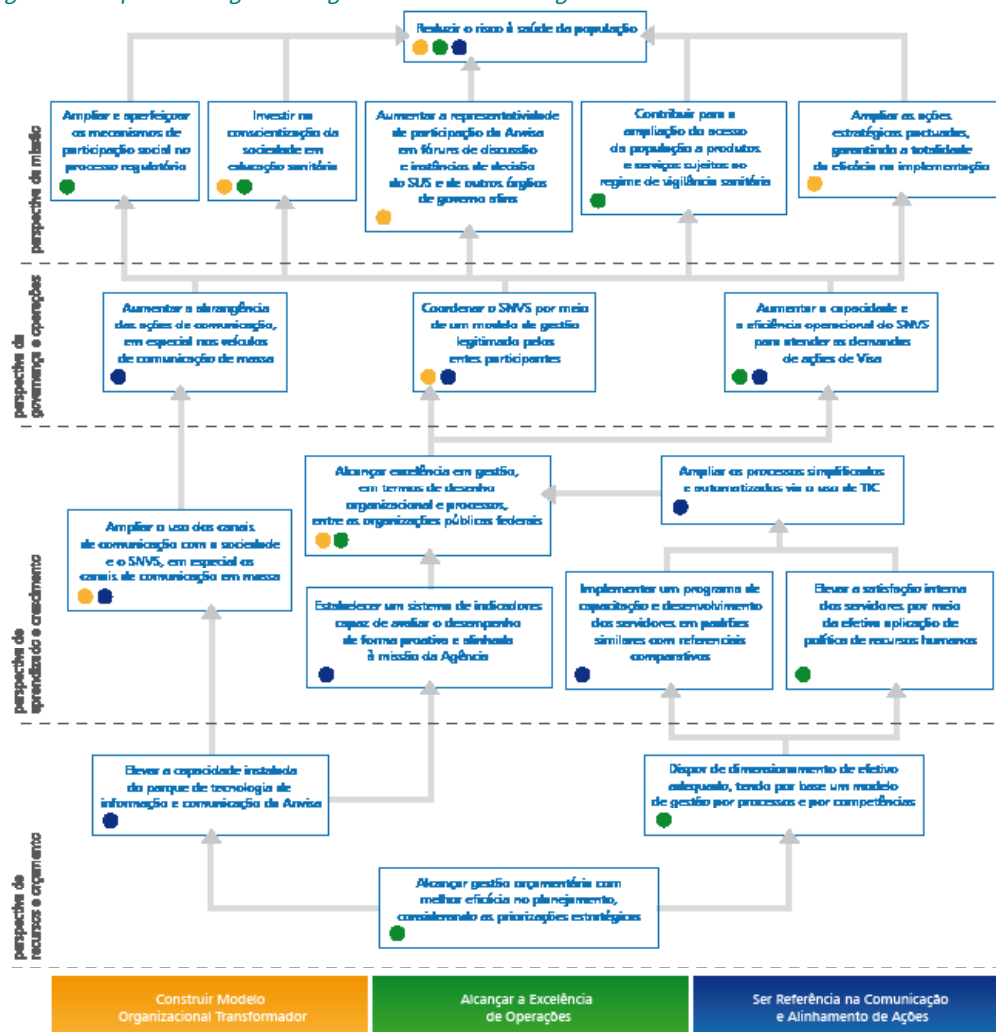 Reduzir o risco à saúde da população
Ampliar e aperfeiçoar
os mecanismos de
participação social no
processo regulatório
Investir na
conscientização da
sociedade em
educação sanitária
Aumentar a representatividade
de participação da Anvisa
em fóruns de discussão
e instâncias de decisão
do SUS e de outros órgãos
de governo afins
Contribuir para a
ampliação do acesso
da população a produtos
e serviços sujeitos ao
regime de vigilância sanitária
Ampliar as ações
estratégicas pactuadas,
garantindo a totalidade
da eficácia na implementação
perspectiva da missão
Aumentar a abrangência
das ações de comunicação,
em especial nos veículos
de comunicação de massa
Coordenar o SNVS por meio
de um modelo de gestão
legitimado pelos
entes participantes
Aumentar a capacidade e
a eficiência operacional do SNVS
para atender as demandas
de ações de Visa
perspectiva da
governança e operações
Alcançar excelência em gestão,
em termos de desenho
organizacional e processos,
entre as organizações públicas federais
Ampliar os processos simplificados
e automatizados via o uso de TIC
Ampliar o uso dos canais
de comunicação com a sociedade
e o SNVS, em especial os
canais de comunicação em massa
Estabelecer um sistema de indicadores
capaz de avaliar o desempenho
de forma proativa e alinhada
à missão da Agência
Implementar um programa de
capacitação e desenvolvimento
dos servidores em padrões
similares com referenciais
comparativos
Elevar a satisfação interna
dos servidores por meio
da efetiva aplicação de
política de recursos humanos
perspectiva de
aprendizado e crescimento
Elevar a capacidade instalada
do parque de tecnologia de
informação e comunicação da Anvisa
Dispor de dimensionamento de efetivo
adequado, tendo por base um modelo
de gestão por processos e por competências
Alcançar gestão orçamentária com
melhor eficácia no planejamento,
considerando as priorizações estratégicas
perspectiva de
recursos e orçamento
Construir Modelo
Organizacional Transformador
Alcançar a Excelência
de Operações
Ser Referência na Comunicação
e Alinhamento de Ações